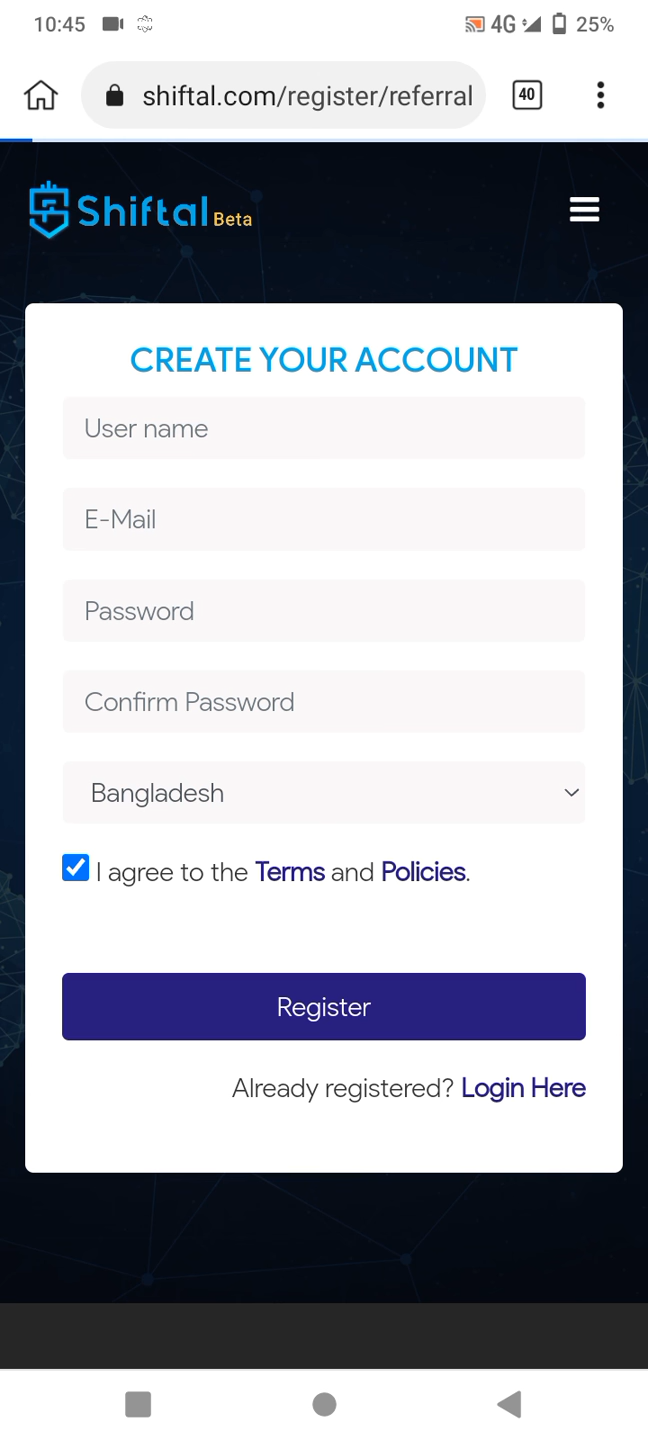 10:45 4G 25%
shiftal.com/register/referral 40
Shiftal Beta
CREATE YOUR ACCOUNT
User name
E-Mail
Password
Confirm Password
Bangladesh
I agree to the Terms and Policies.
Register
Already registered? Login Here